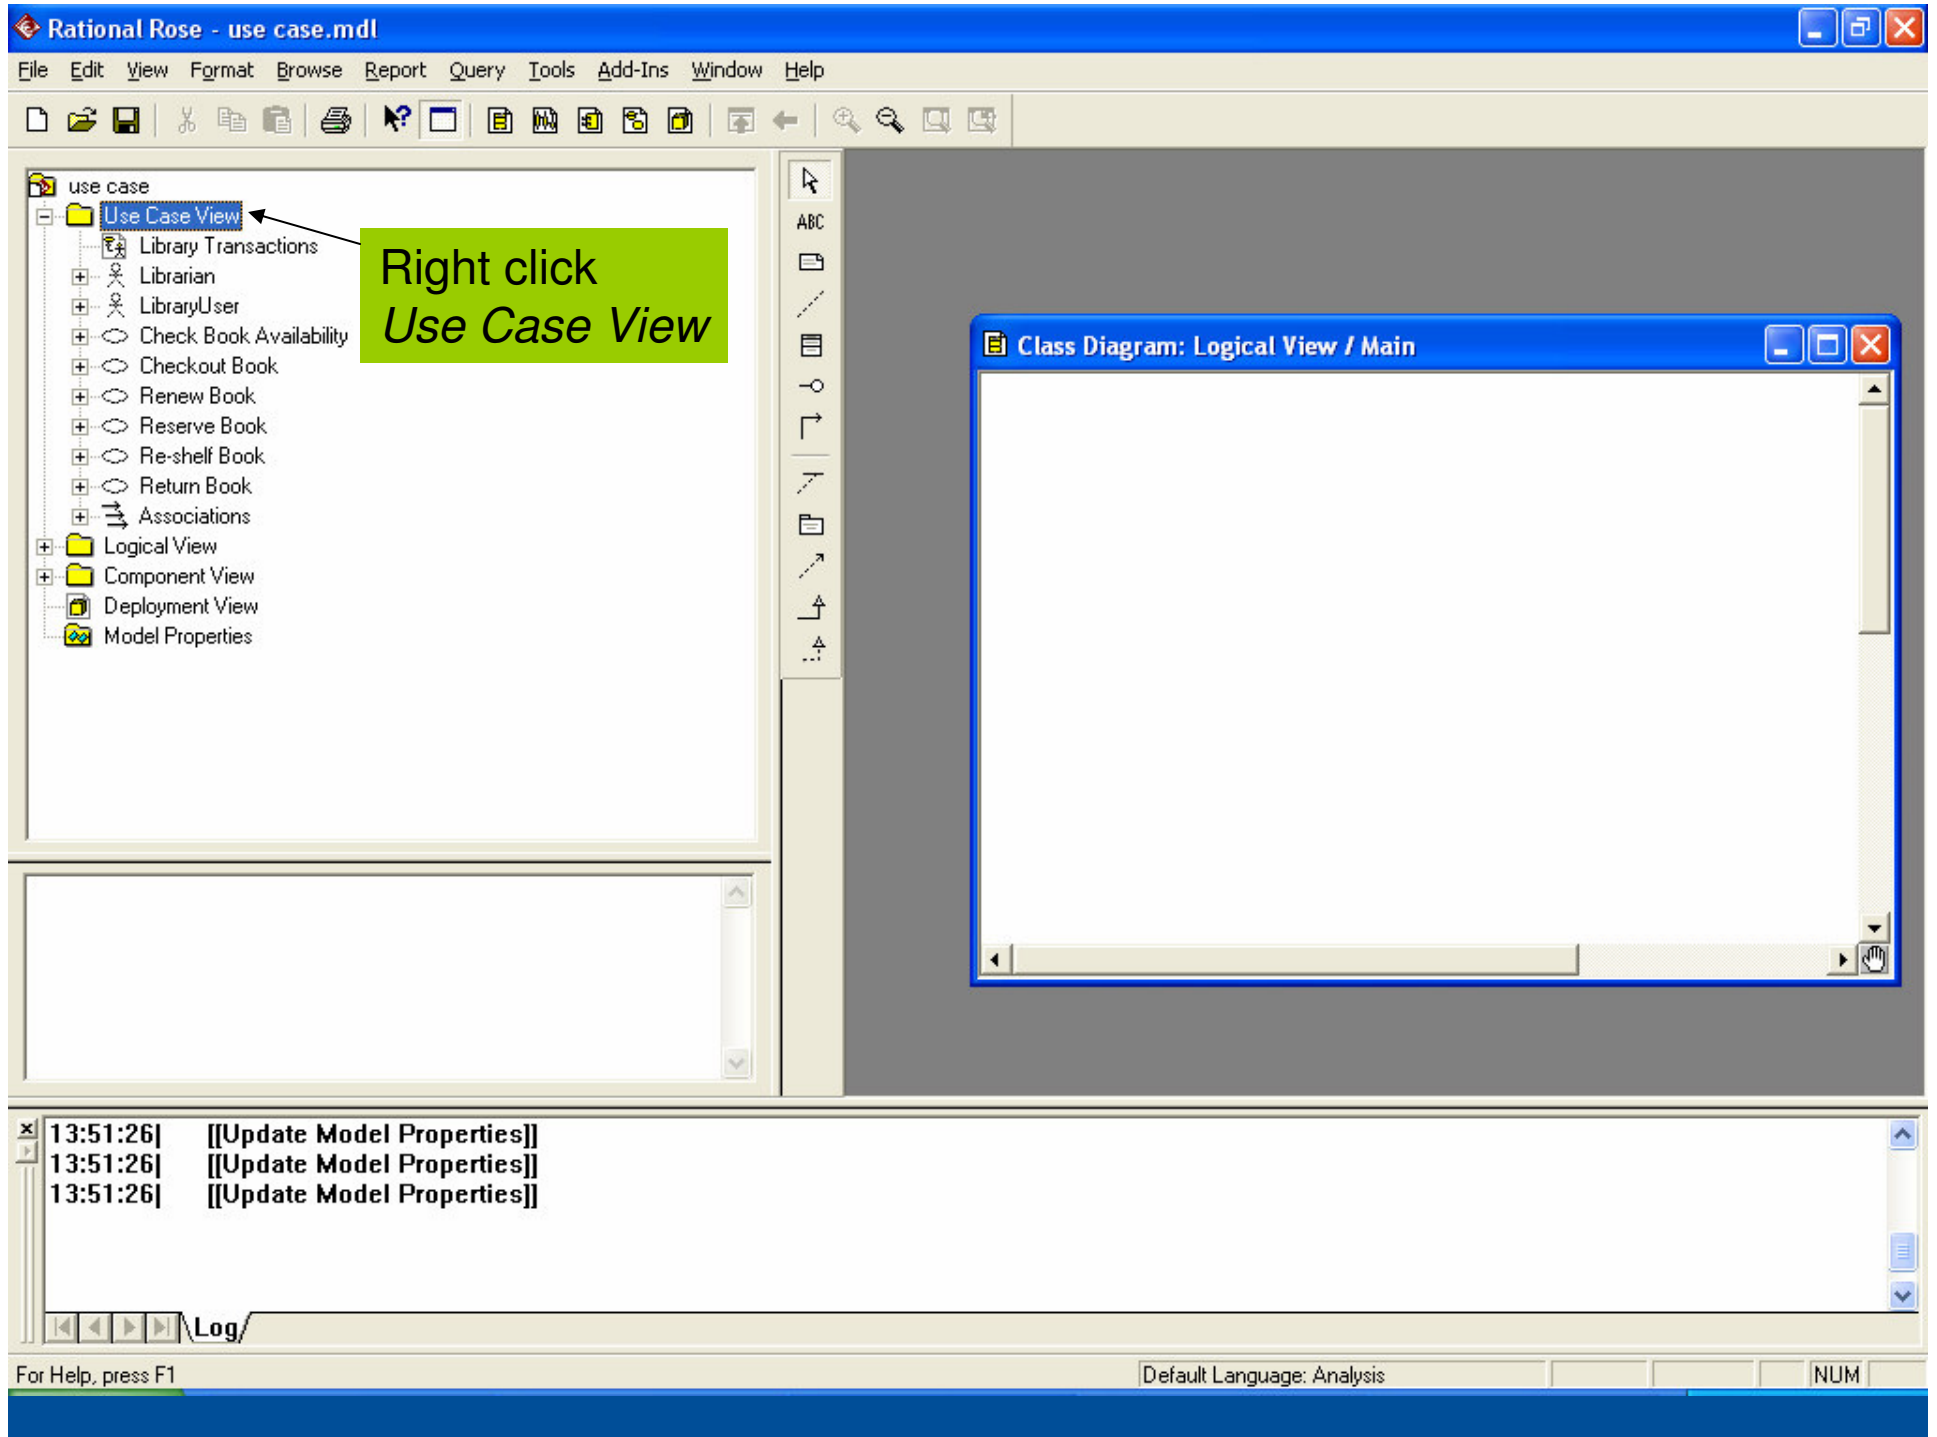 Rational Rose - use case.mdl
File Edit View Format Browse Report Query Tools Add-Ins Window Help
use case
Use Case View
Library Transactions
Librarian
LibraryUser
Check Book Availability
Checkout Book
Renew Book
Reserve Book
Re-shelf Book
Return Book
Associations
Logical View
Component View
Deployment View
Model Properties
Right click
Use Case View
ABC
Class Diagram: Logical View / Main
13:51:26| [[Update Model Properties]]
13:51:26| [[Update Model Properties]]
13:51:26| [[Update Model Properties]]
Log
For Help, press F1
Default Language: Analysis
NUM